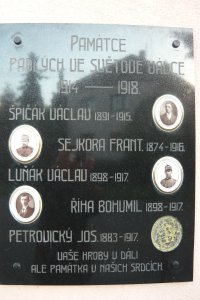 PAMÁTCE
PADLÝCH VE SVĚTOVÉ VÁLCE
1914 — 1918.
ŠPIČÁK VÁCLAV 1891-1915.
SEJKORA FRANT. 1874-1916.
LUŇÁK VÁCLAV 1898-1917.
ŘÍHA BOHUMIL 1898-1917.
PETROVICKÝ JOS. 1883-1917.
VAŠE HROBY V DÁLI
ALE PAMÁTKA V NAŠICH SRDCÍCH.